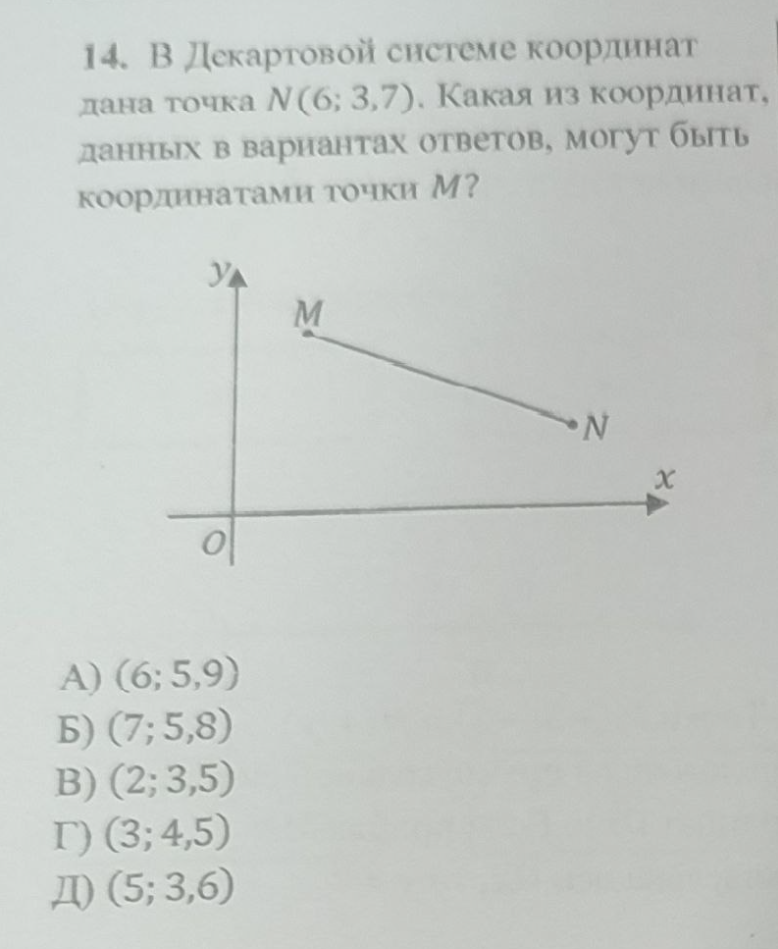 14. В Декартовой системе координат
дана точка N(6; 3,7). Какая из координат,
данных в вариантах ответов, могут быть
координатами точки M?
y
M
N
x
O
А) (6; 5,9)
Б) (7; 5,8)
В) (2; 3,5)
Г) (3; 4,5)
Д) (5; 3,6)